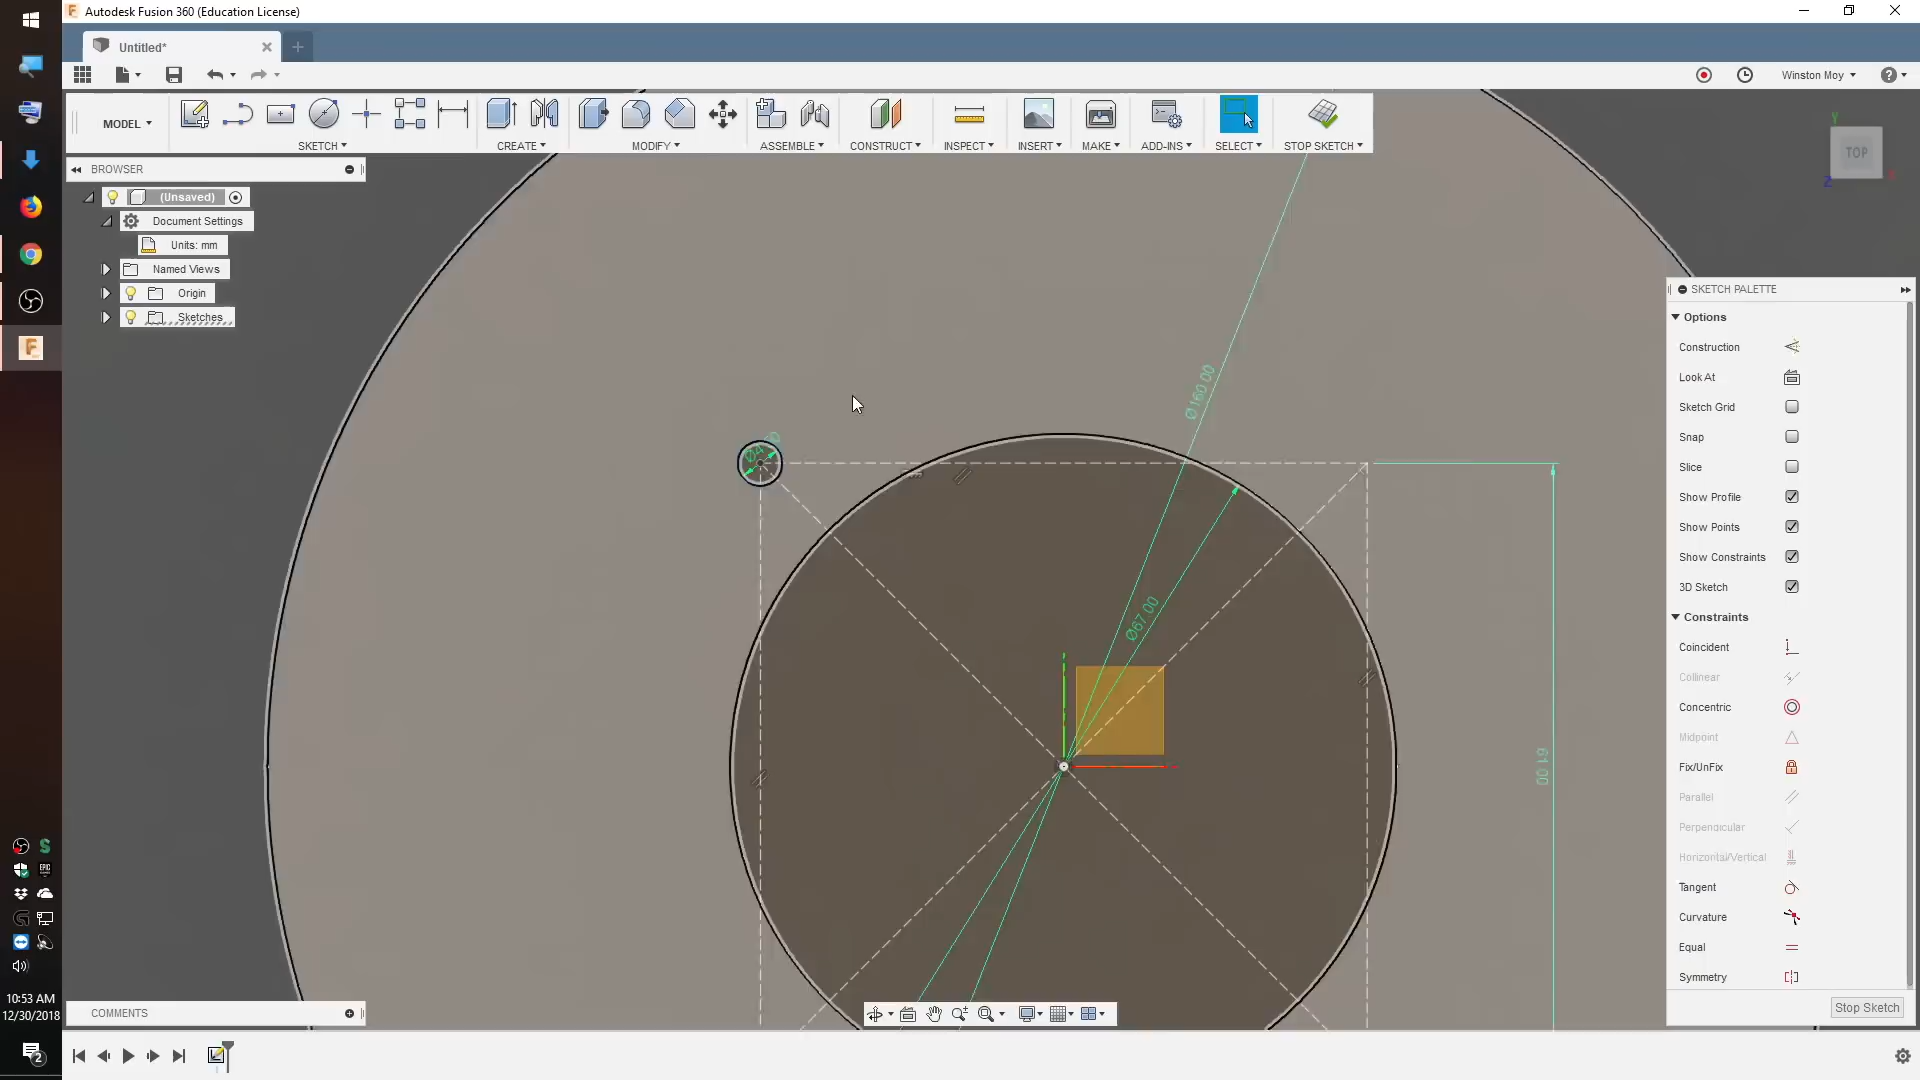 Autodesk Fusion 360 (Education License)
Untitled*
Winston Moy
MODEL
SKETCH
CREATE
MODIFY
ASSEMBLE
CONSTRUCT
INSPECT
INSERT
MAKE
ADD-INS
SELECT
STOP SKETCH
BROWSER
(Unsaved)
Document Settings
Units: mm
Named Views
Origin
Sketches
TOP
Y
Z
SKETCH PALETTE
Options
Construction
Look At
Sketch Grid
Snap
Slice
Show Profile
Show Points
Show Constraints
3D Sketch
Constraints
Coincident
Collinear
Concentric
Midpoint
Fix/UnFix
Parallel
Perpendicular
Horizontal/Vertical
Tangent
Curvature
Equal
Symmetry
Stop Sketch
Ø160.00
Ø67.00
61.00
COMMENTS
10:53 AM
12/30/2018
2